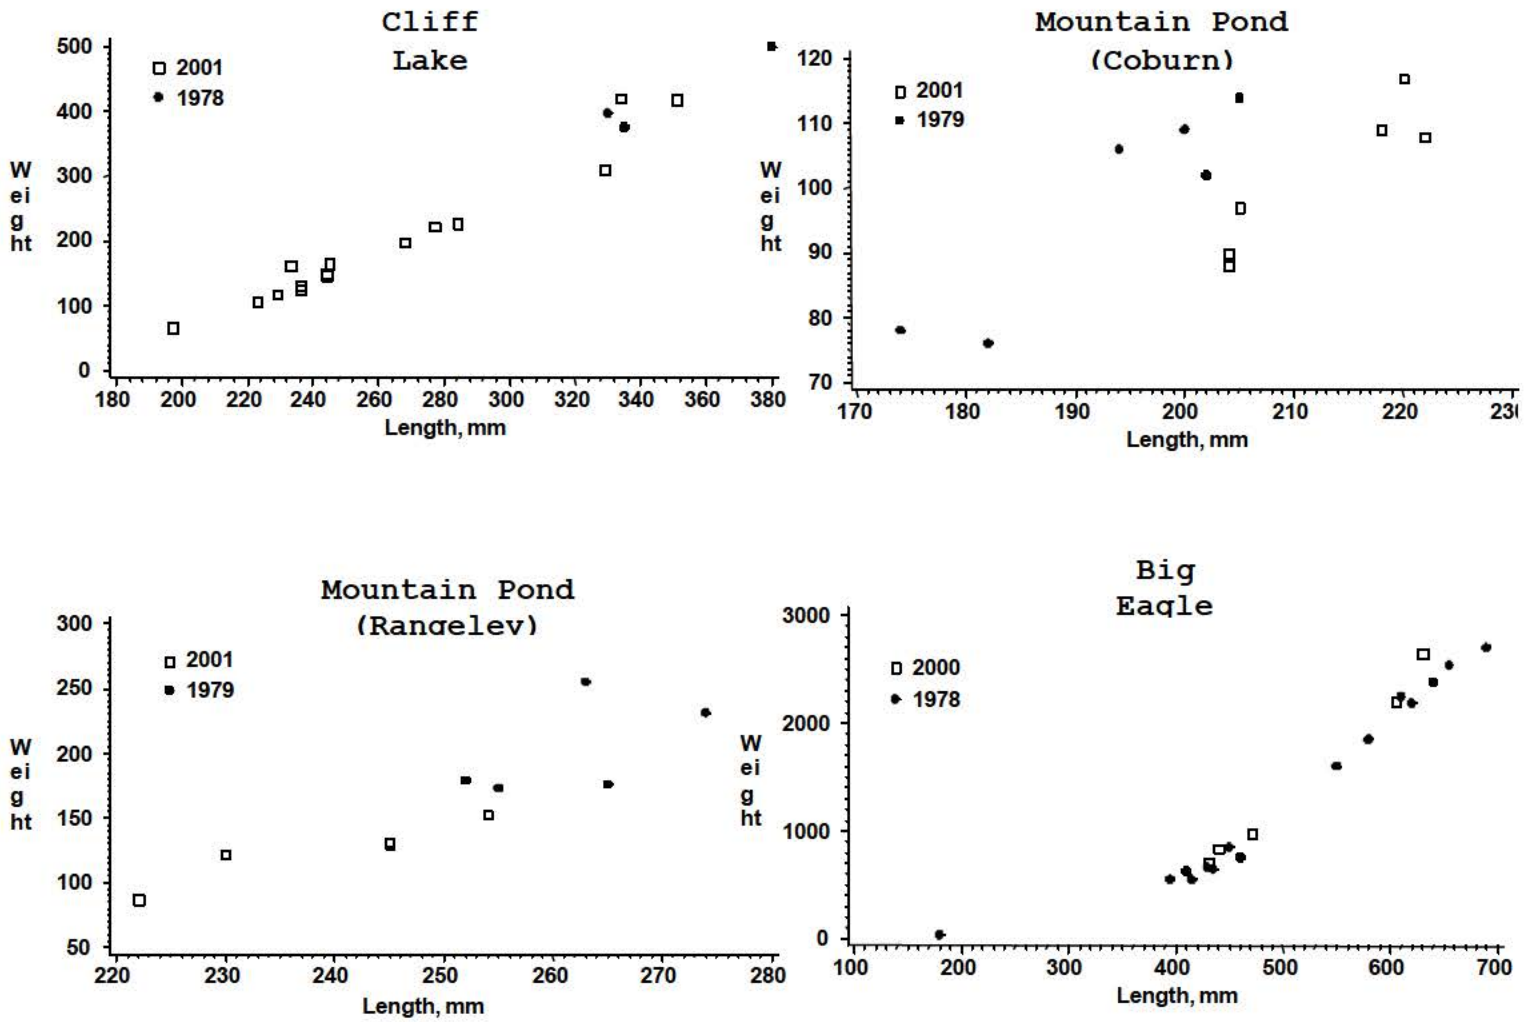 Cliff
Lake
500
400
300
200
100
0
2001
1978
W
ei
g
ht
180 200 220 240 260 280 300 320 340 360 380
Length, mm
Mountain Pond
(Coburn)
120
110
100
90
80
70
2001
1979
W
ei
g
ht
170 180 190 200 210 220 230
Length, mm
Mountain Pond
(Rangeley)
300
250
200
150
100
50
2001
1979
W
ei
g
ht
220 230 240 250 260 270 280
Length, mm
Big
Eagle
3000
2000
1000
0
2000
1978
W
ei
g
ht
100 200 300 400 500 600 700
Length, mm